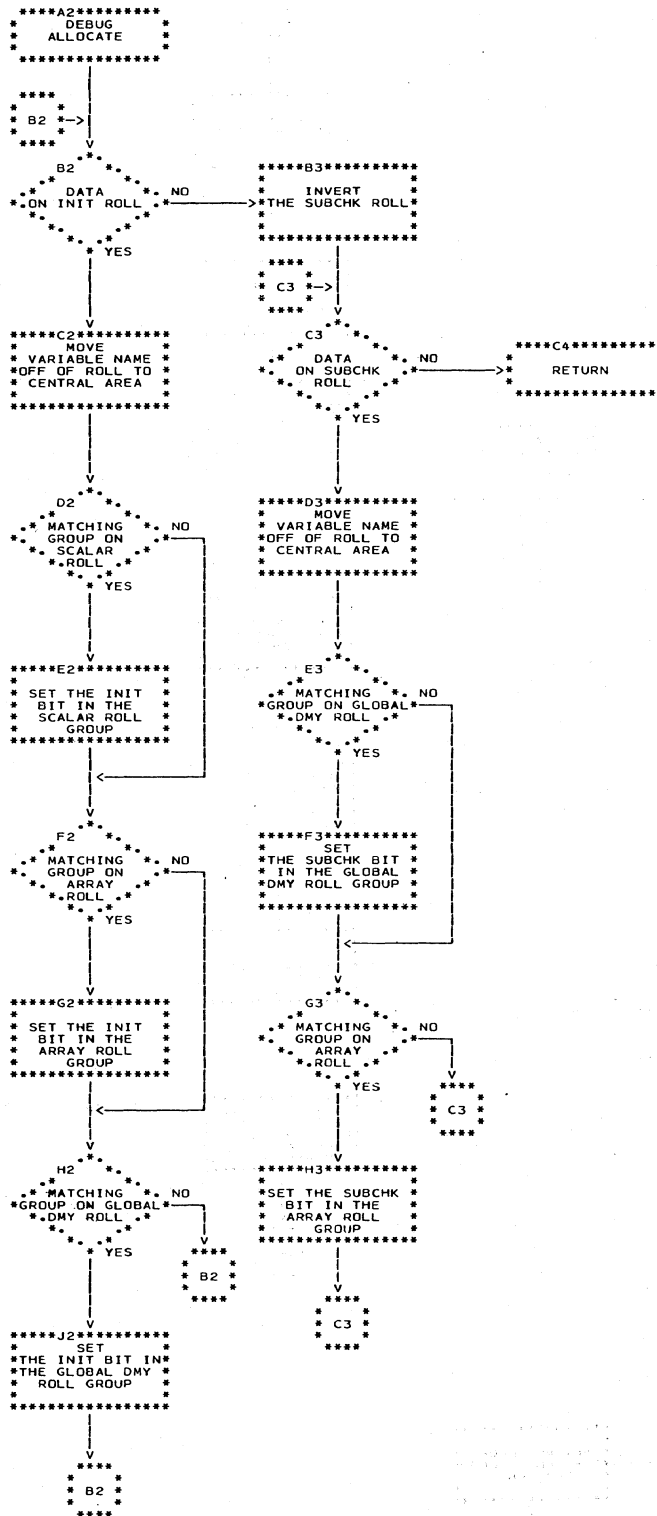 A2
DEBUG
ALLOCATE
B2
B2
DATA
ON INIT ROLL
NO
YES
C2
MOVE
VARIABLE NAME
OFF OF ROLL TO
CENTRAL AREA
D2
MATCHING
GROUP ON
SCALAR
ROLL
NO
YES
E2
SET THE INIT
BIT IN THE
SCALAR ROLL
GROUP
F2
MATCHING
GROUP ON
ARRAY
ROLL
NO
YES
G2
SET THE INIT
BIT IN THE
ARRAY ROLL
GROUP
H2
MATCHING
GROUP ON GLOBAL
DMY ROLL
NO
YES
B2
J2
SET
THE INIT BIT IN
THE GLOBAL DMY
ROLL GROUP
B2
B3
INVERT
THE SUBCHK ROLL
C3
C3
DATA
ON SUBCHK
ROLL
NO
YES
C4
RETURN
D3
MOVE
VARIABLE NAME
OFF OF ROLL TO
CENTRAL AREA
E3
MATCHING
GROUP ON GLOBAL
DMY ROLL
NO
YES
F3
SET
THE SUBCHK BIT
IN THE GLOBAL
DMY ROLL GROUP
G3
MATCHING
GROUP ON
ARRAY
ROLL
NO
YES
C3
H3
SET THE SUBCHK
BIT IN THE
ARRAY ROLL
GROUP
C3